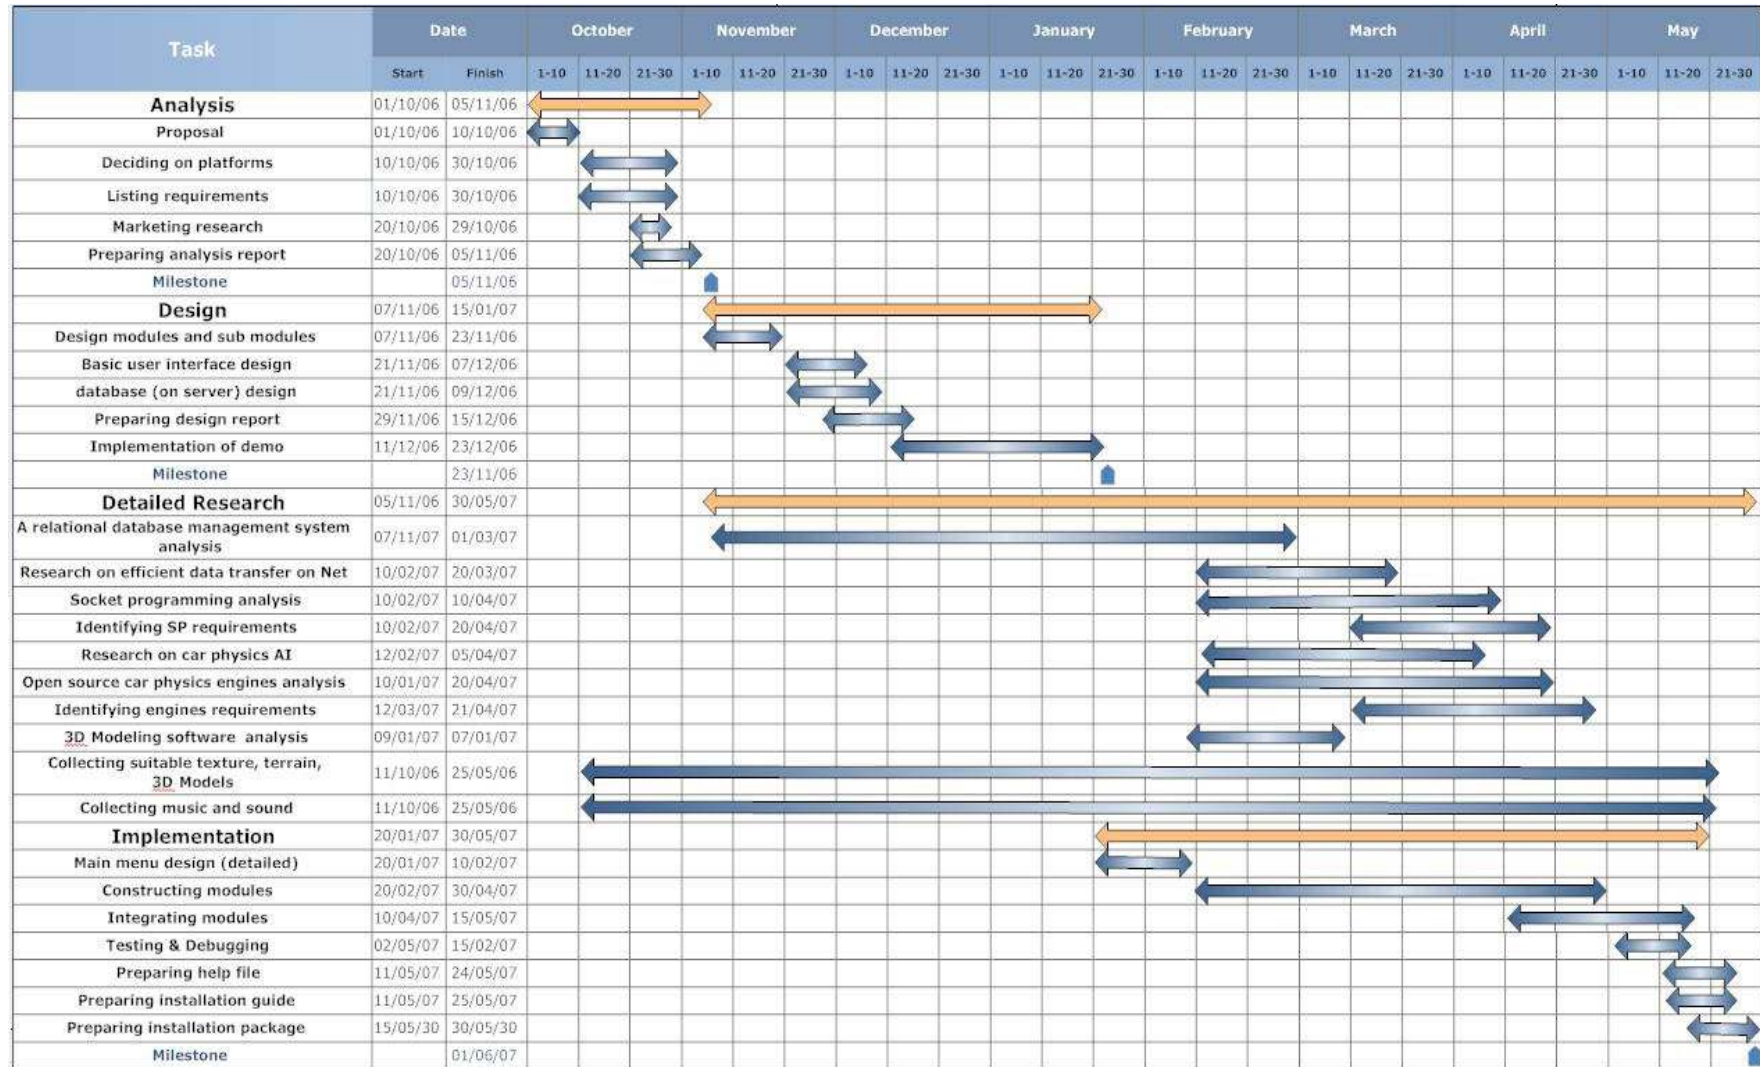 Task Date October November December January February March April May
Start Finish 1-10 11-20 21-30 1-10 11-20 21-30 1-10 11-20 21-30 1-10 11-20 21-30 1-10 11-20 21-30 1-10 11-20 21-30 1-10 11-20 21-30 1-10 11-20 21-30
Analysis 01/10/06 05/11/06
Proposal 01/10/06 10/10/06
Deciding on platforms 10/10/06 30/10/06
Listing requirements 10/10/06 30/10/06
Marketing research 20/10/06 29/10/06
Preparing analysis report 20/10/06 05/11/06
Milestone 05/11/06
Design 07/11/06 15/01/07
Design modules and sub modules 07/11/06 23/11/06
Basic user interface design 21/11/06 07/12/06
database (on server) design 21/11/06 09/12/06
Preparing design report 29/11/06 15/12/06
Implementation of demo 11/12/06 23/12/06
Milestone 23/11/06
Detailed Research 05/11/06 30/05/07
A relational database management system
analysis 07/11/07 01/03/07
Research on efficient data transfer on Net 10/02/07 20/03/07
Socket programming analysis 10/02/07 10/04/07
Identifying SP requirements 10/02/07 20/04/07
Research on car physics AI 12/02/07 05/04/07
Open source car physics engines analysis 10/01/07 20/04/07
Identifying engines requirements 12/03/07 21/04/07
3D Modeling software analysis 09/01/07 07/01/07
Collecting suitable texture, terrain,
3D Models 11/10/06 25/05/06
Collecting music and sound 11/10/06 25/05/06
Implementation 20/01/07 30/05/07
Main menu design (detailed) 20/01/07 10/02/07
Constructing modules 20/02/07 30/04/07
Integrating modules 10/04/07 15/05/07
Testing & Debugging 02/05/07 15/02/07
Preparing help file 11/05/07 24/05/07
Preparing installation guide 11/05/07 25/05/07
Preparing installation package 15/05/30 30/05/30
Milestone 01/06/07